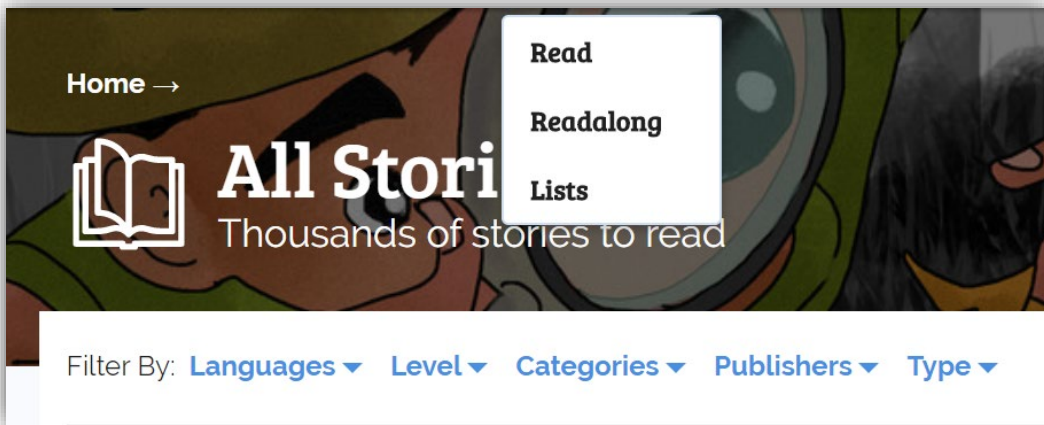 Read
Home →
Readalong
All Stori
Lists
Thousands of stories to read
Filter By: Languages Level Categories Publishers Type